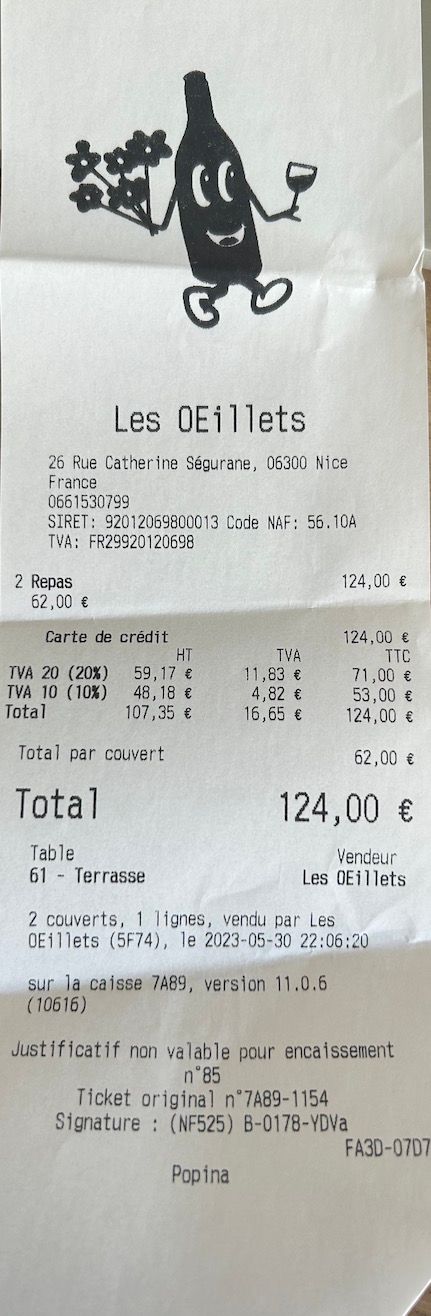 Les OEillets
26 Rue Catherine Ségurane, 06300 Nice
France
0661530799
SIRET: 92012069800013 Code NAF: 56.10A
TVA: FR29920120698
2 Repas 124,00 €
62,00 €
Carte de crédit 124,00 €
HT TVA TTC
TVA 20 (20%) 59,17 € 11,83 € 71,00 €
TVA 10 (10%) 48,18 € 4,82 € 53,00 €
Total 107,35 € 16,65 € 124,00 €
Total par couvert 62,00 €
Total 124,00 €
Table Vendeur
61 - Terrasse Les OEillets
2 couverts, 1 lignes, vendu par Les
OEillets (5F74), le 2023-05-30 22:06:20
sur la caisse 7A89, version 11.0.6
(10616)
Justificatif non valable pour encaissement
n°85
Ticket original n°7A89-1154
Signature : (NF525) B-0178-YDVa
FA3D-07D7
Popina